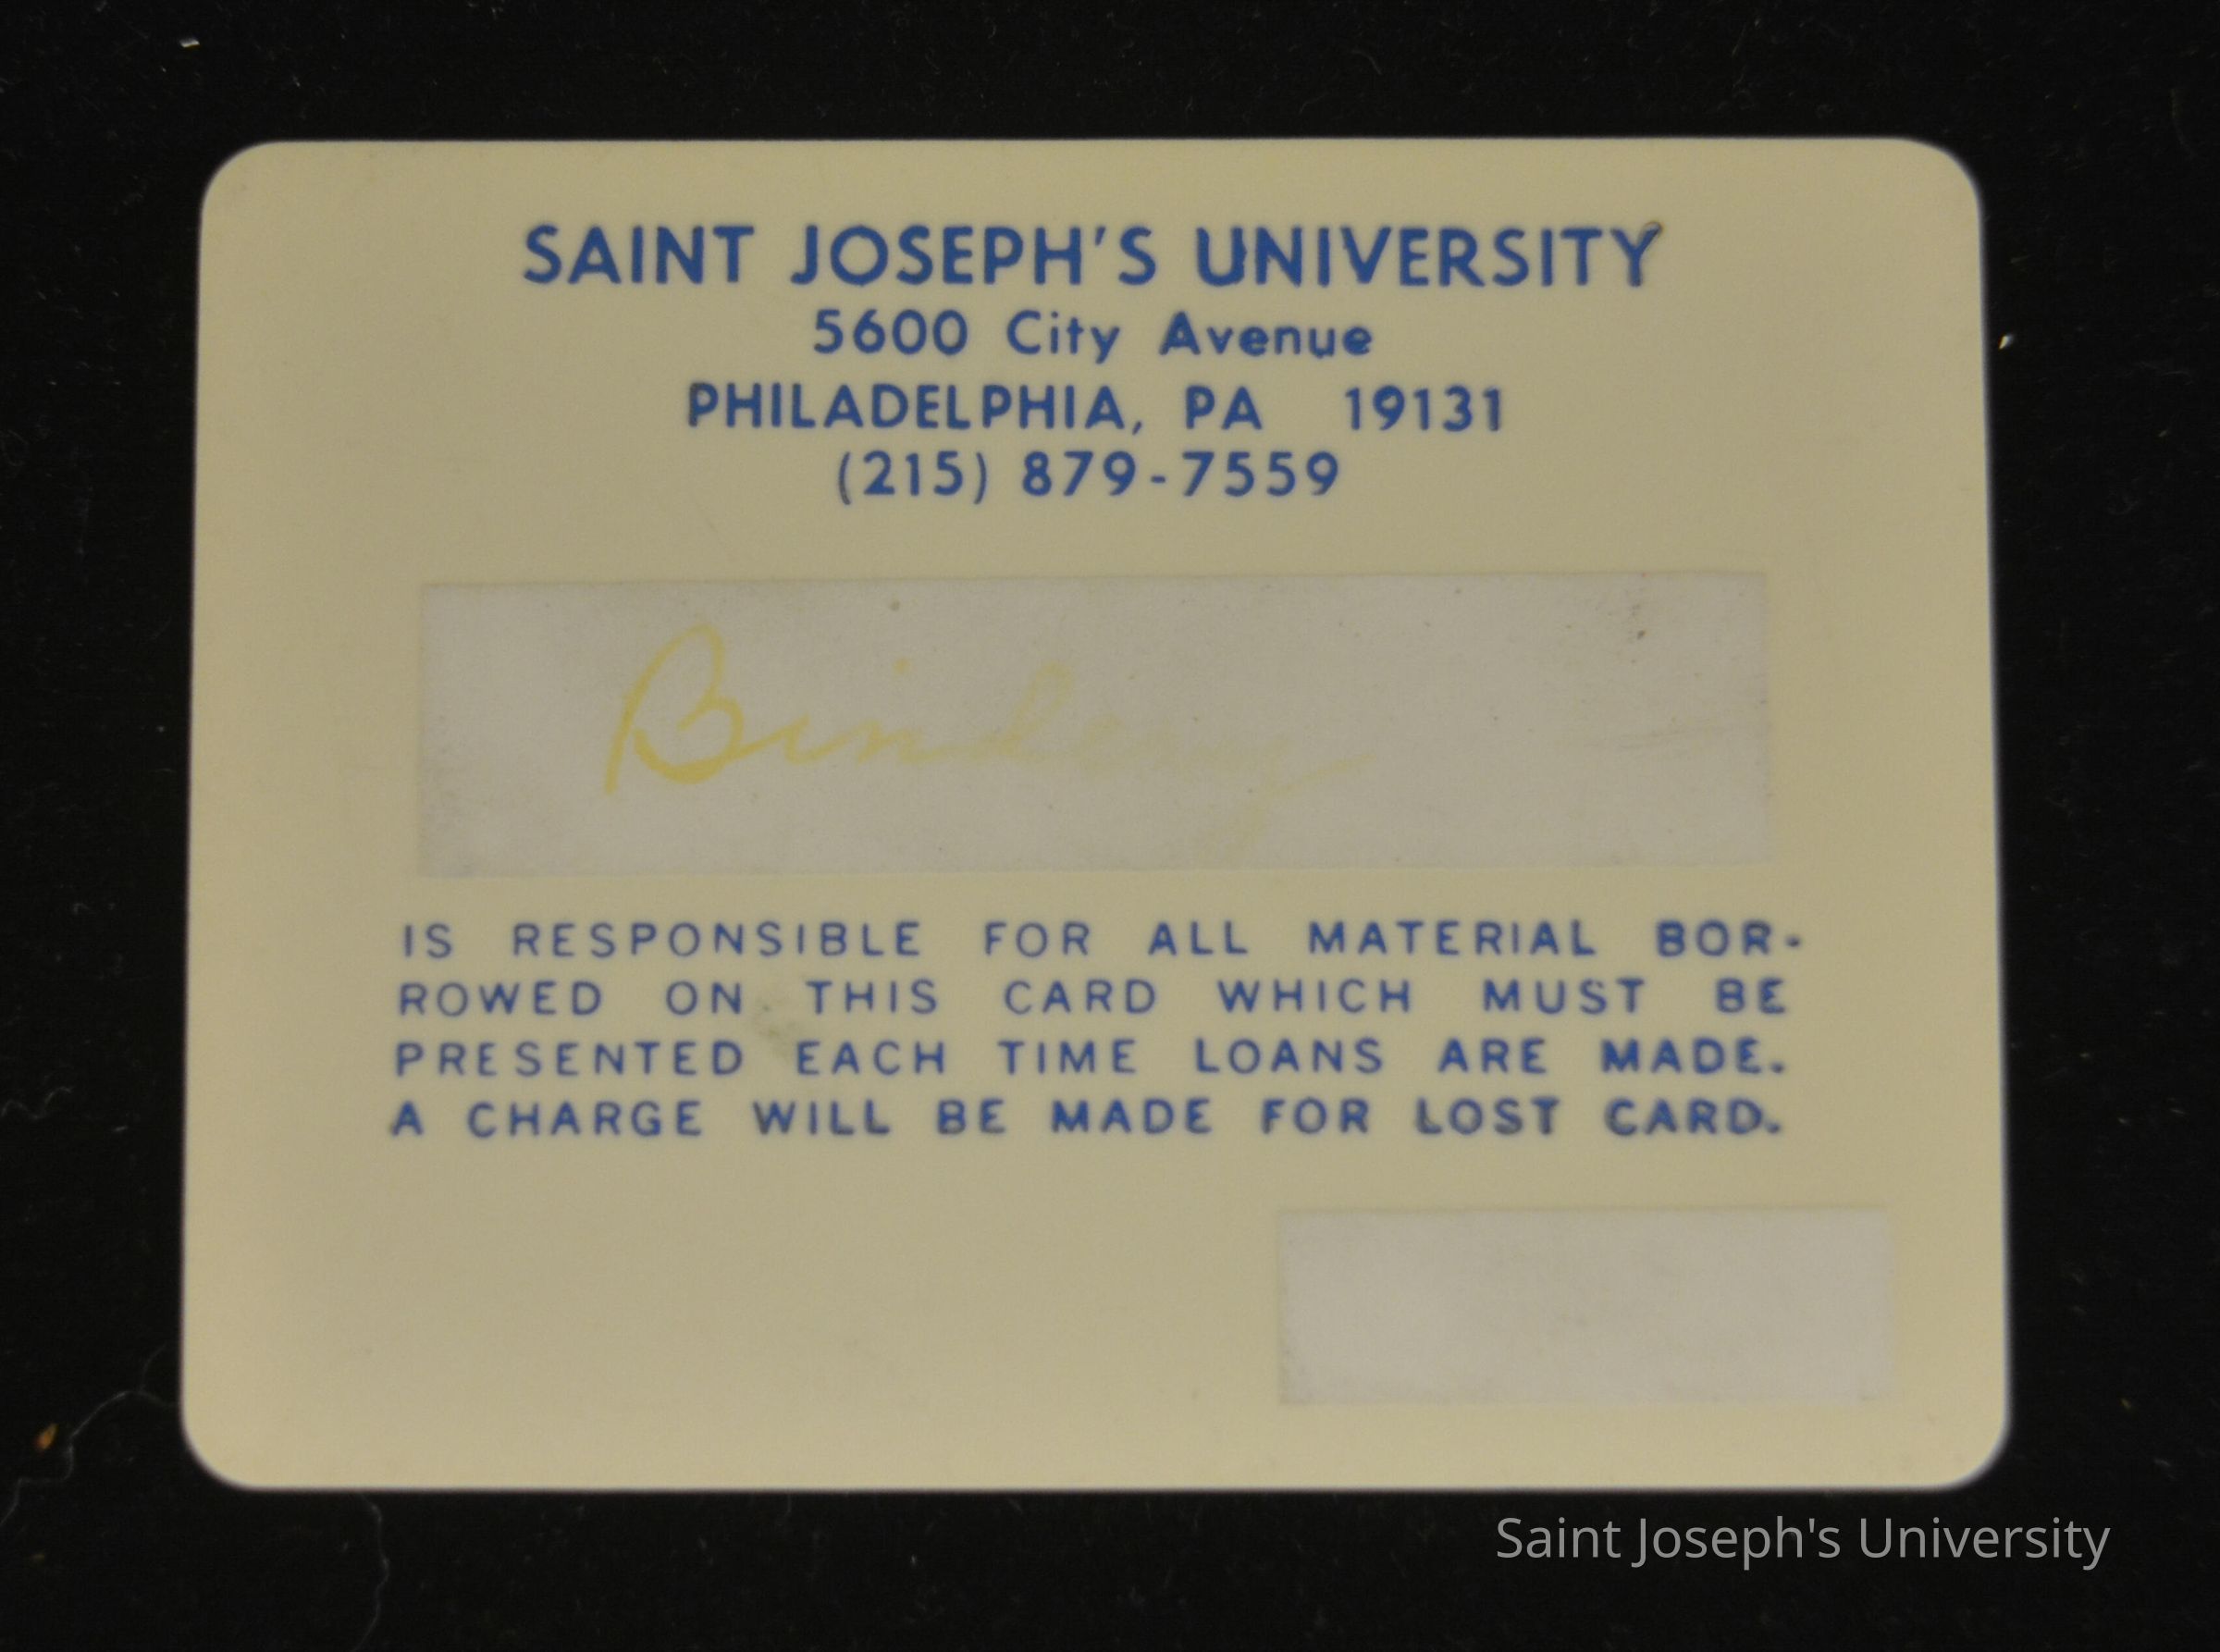 SAINT JOSEPH'S UNIVERSITY
5600 City Avenue
PHILADELPHIA, PA 19131
(215) 879-7559
Bindery
IS RESPONSIBLE FOR ALL MATERIAL BOR-
ROWED ON THIS CARD WHICH MUST BE
PRESENTED EACH TIME LOANS ARE MADE.
A CHARGE WILL BE MADE FOR LOST CARD.
Saint Joseph's University